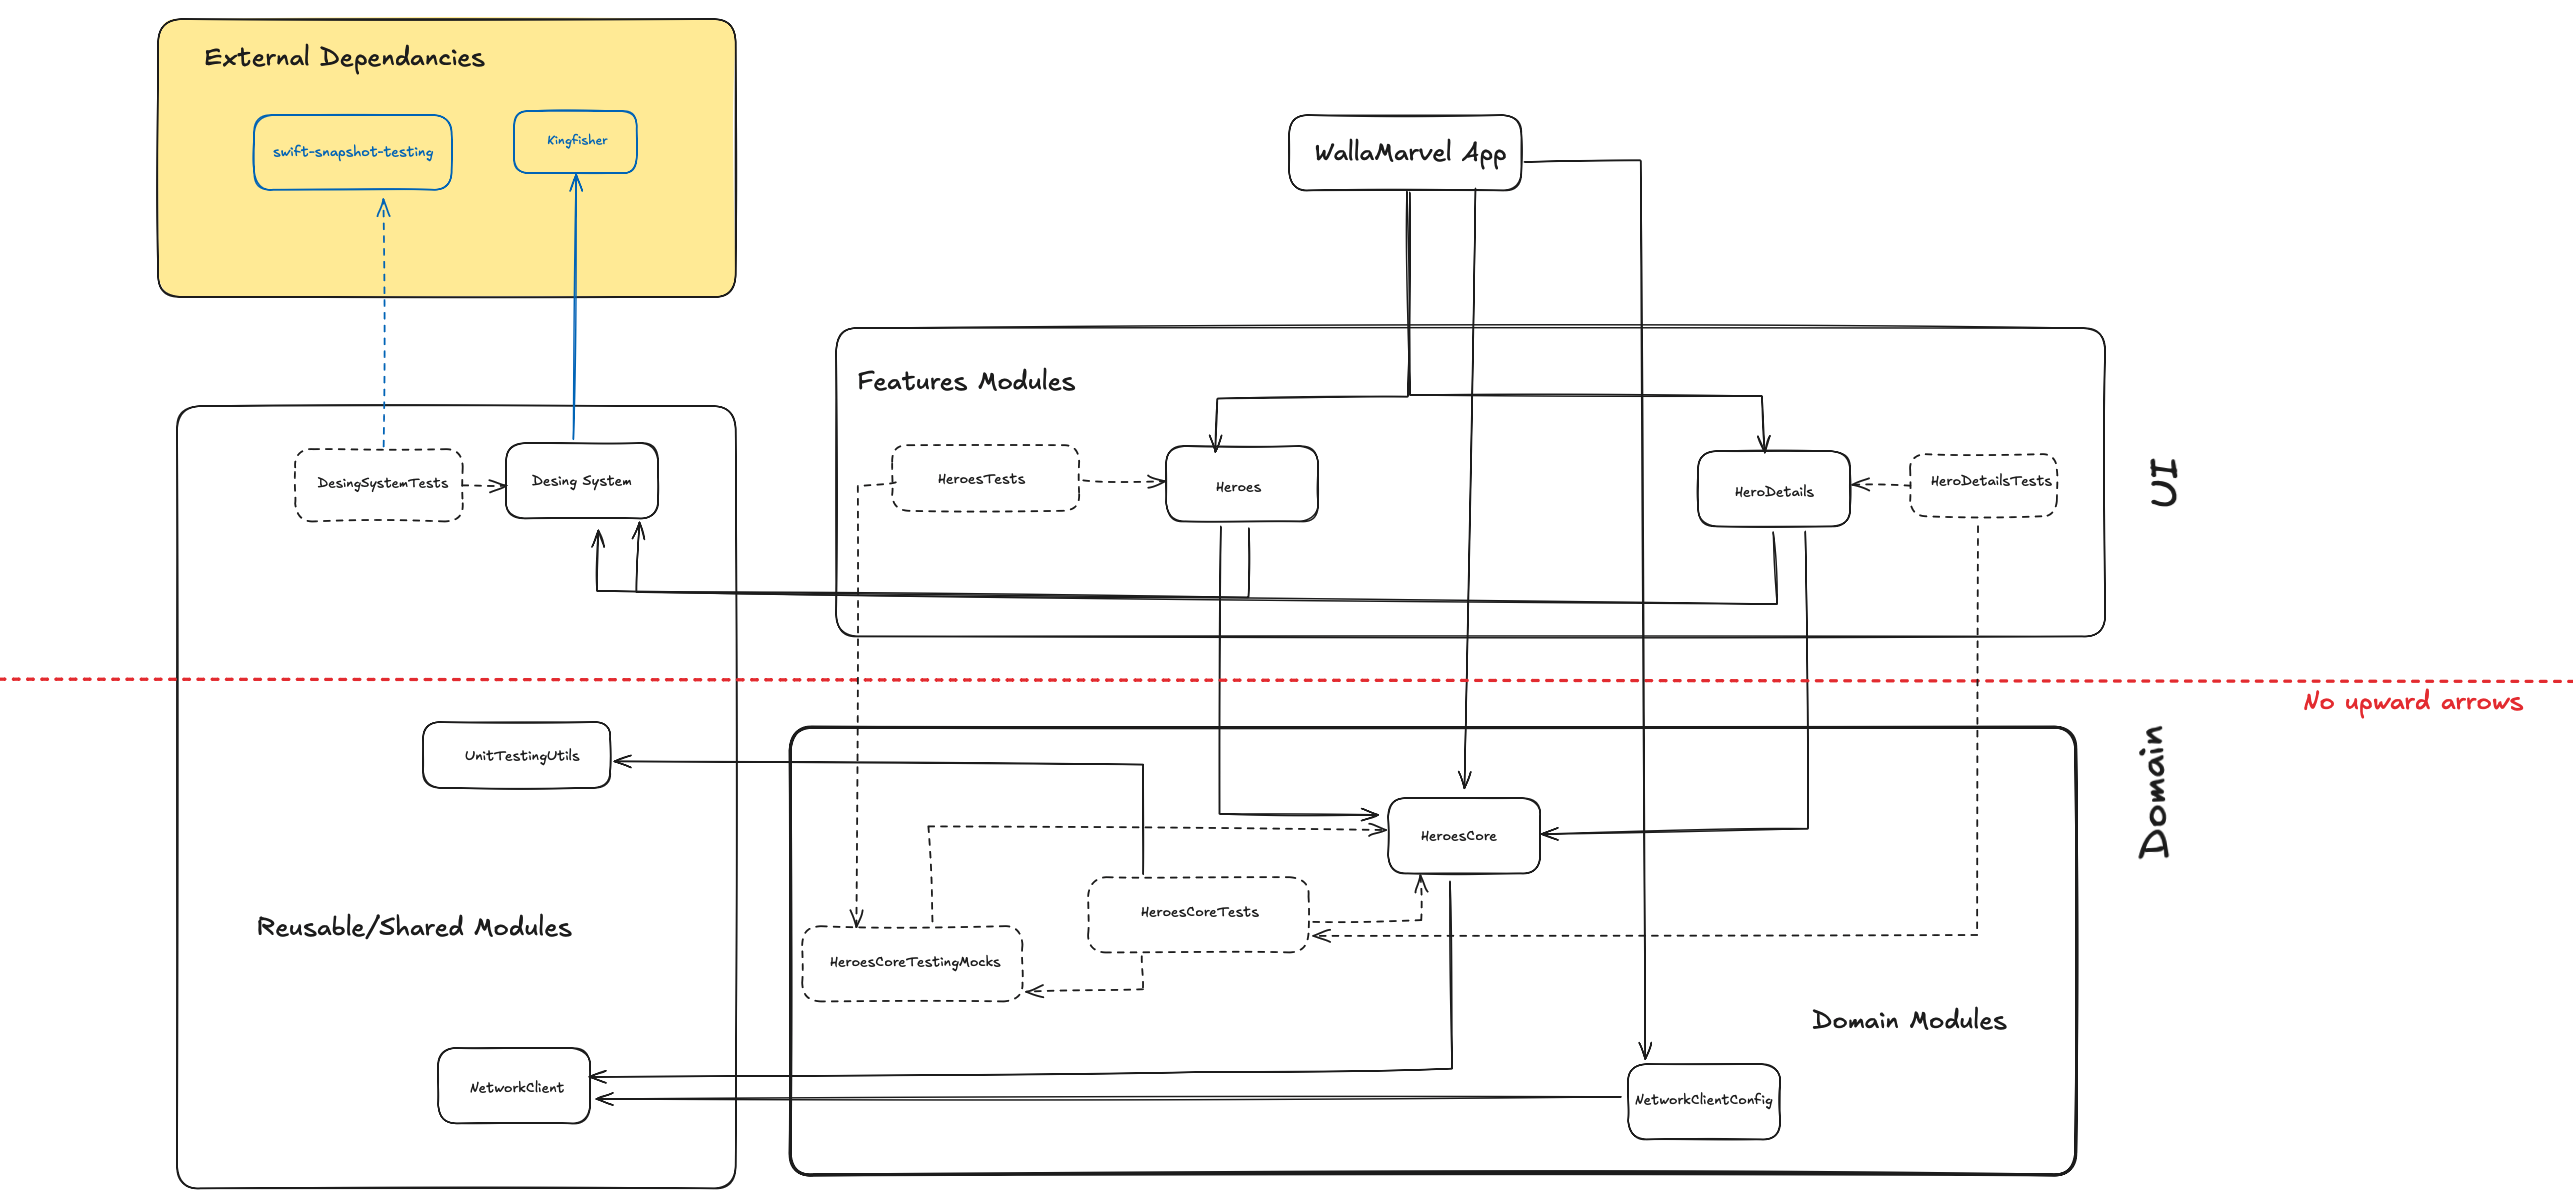 External Dependancies
swift-snapshot-testing
Kingfisher
WallaMarvel App
Features Modules
DesingSystemTests
Desing System
HeroesTests
Heroes
HeroDetails
HeroDetailsTests
UI
No upward arrows
UnitTestingUtils
Domain
HeroesCore
Reusable/Shared Modules
HeroesCoreTests
HeroesCoreTestingMocks
Domain Modules
NetworkClient
NetworkClientConfig